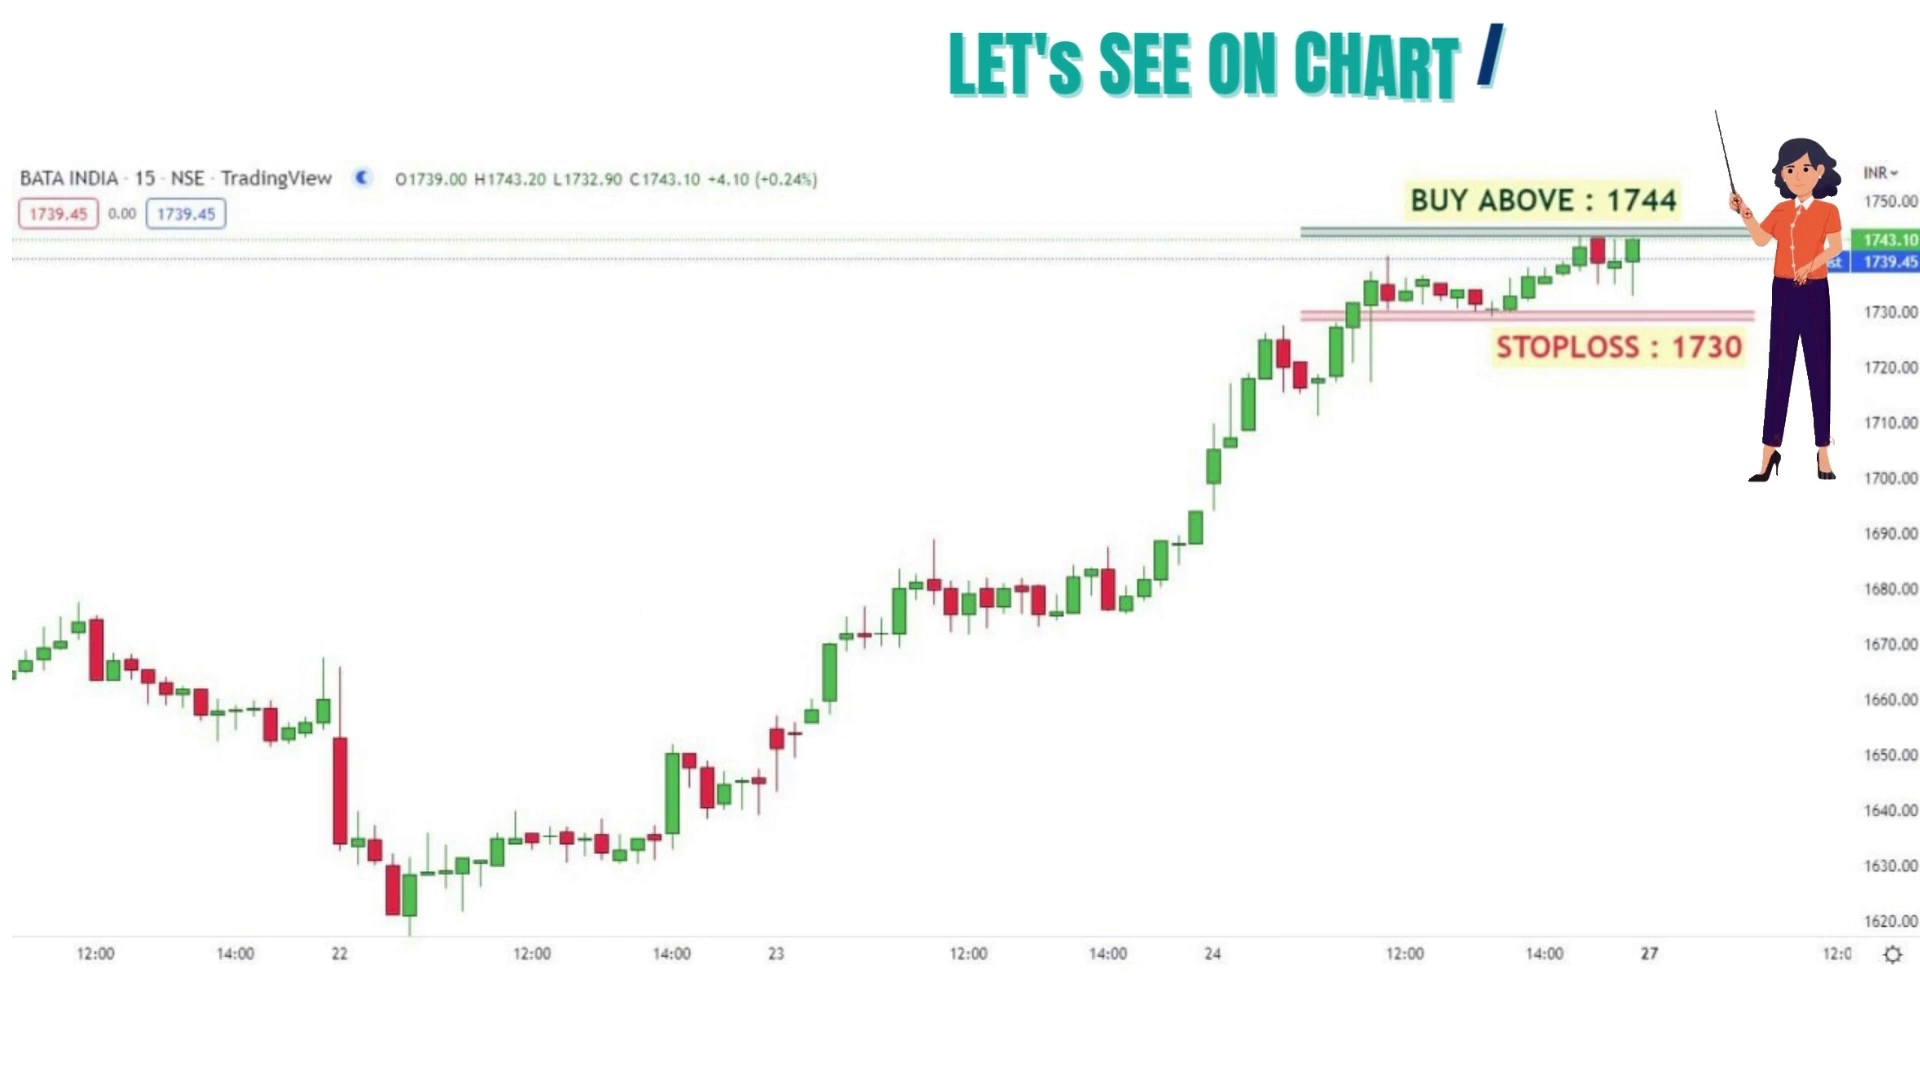 LET's SEE ON CHART /
BATA INDIA · 15 · NSE · TradingView O1739.00 H1743.20 L1732.90 C1743.10 +4.10 (+0.24%)
1739.45 0.00 1739.45
BUY ABOVE : 1744
STOPLOSS : 1730
INR
1750.00
1743.10
st 1739.45
1730.00
1720.00
1710.00
1700.00
1690.00
1680.00
1670.00
1660.00
1650.00
1640.00
1630.00
1620.00
12:00 14:00 22 12:00 14:00 23 12:00 14:00 24 12:00 14:00 27 12:0